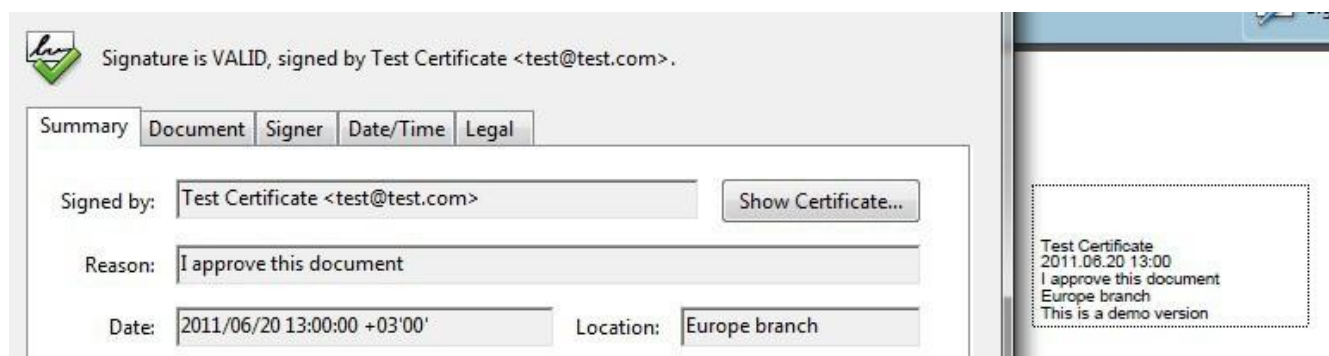 Signature is VALID, signed by Test Certificate <test@test.com>.
Summary
Document
Signer
Date/Time
Legal
Signed by:
Test Certificate <test@test.com>
Show Certificate...
Reason:
I approve this document
Date:
2011/06/20 13:00:00 +03'00'
Location:
Europe branch
Test Certificate
2011.06.20 13:00
I approve this document
Europe branch
This is a demo version